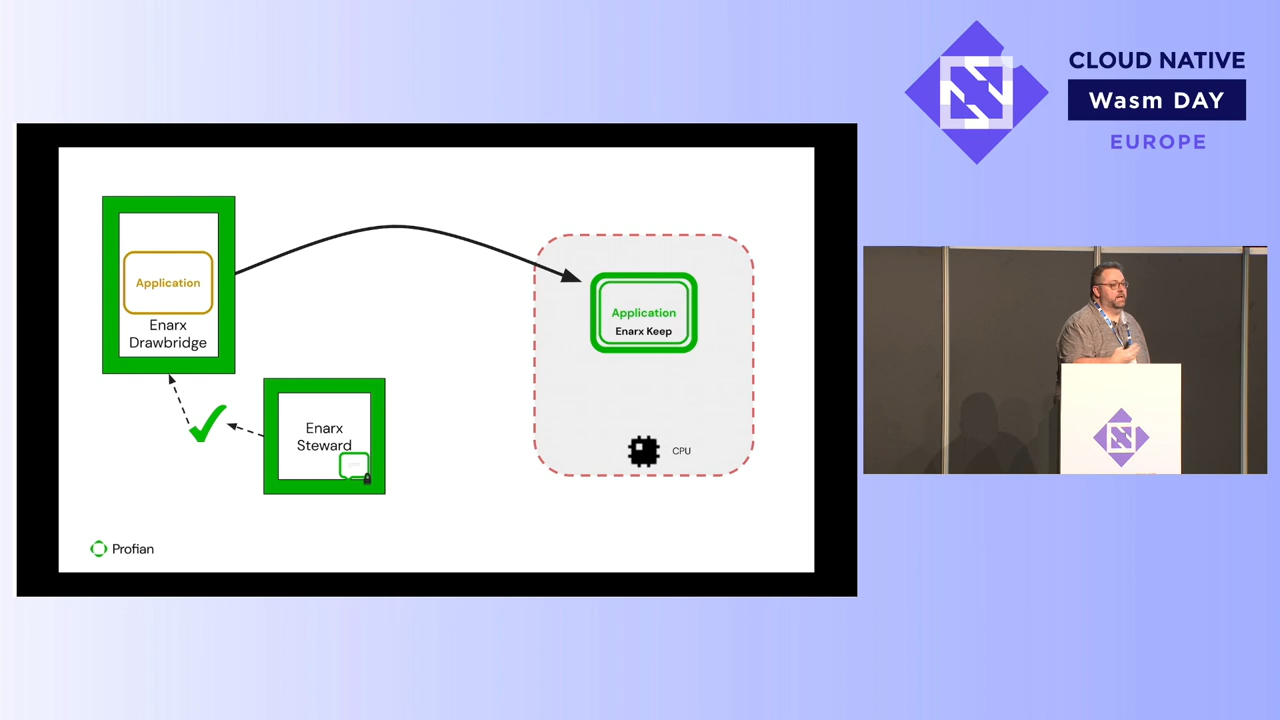 CLOUD NATIVE
Wasm DAY
EUROPE
Application
Enarx
Drawbridge
Enarx
Steward
Application
Enarx Keep
CPU
Profian